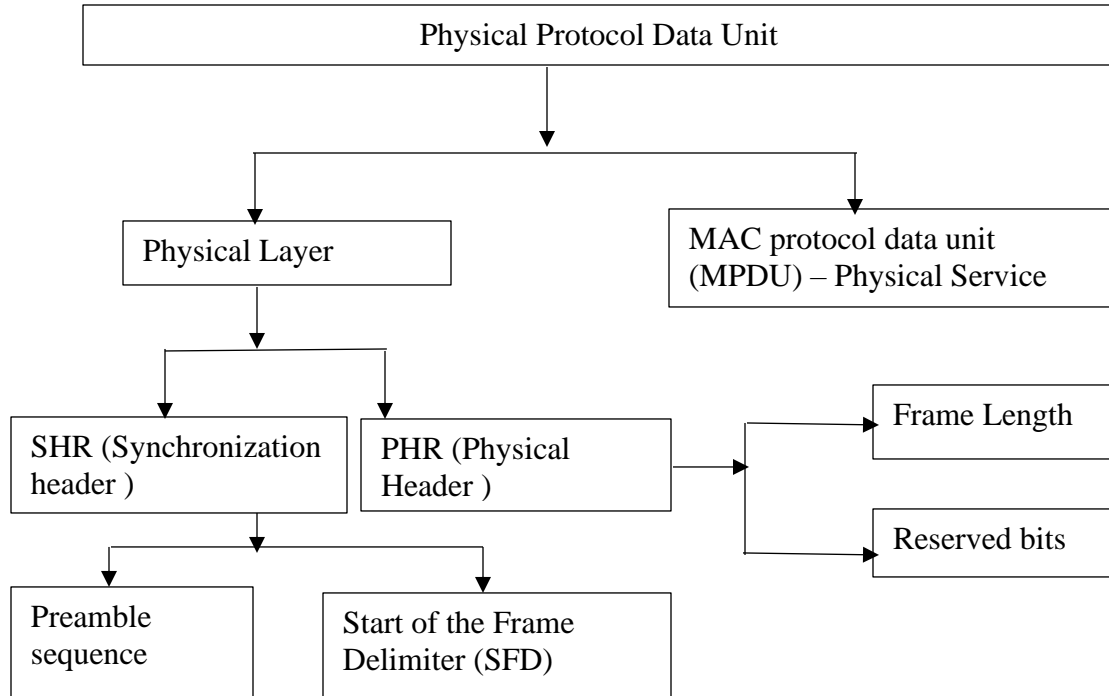 Physical Protocol Data Unit
Physical Layer
MAC protocol data unit
(MPDU) – Physical Service
SHR (Synchronization
header )
PHR (Physical
Header )
Frame Length
Reserved bits
Preamble
sequence
Start of the Frame
Delimiter (SFD)